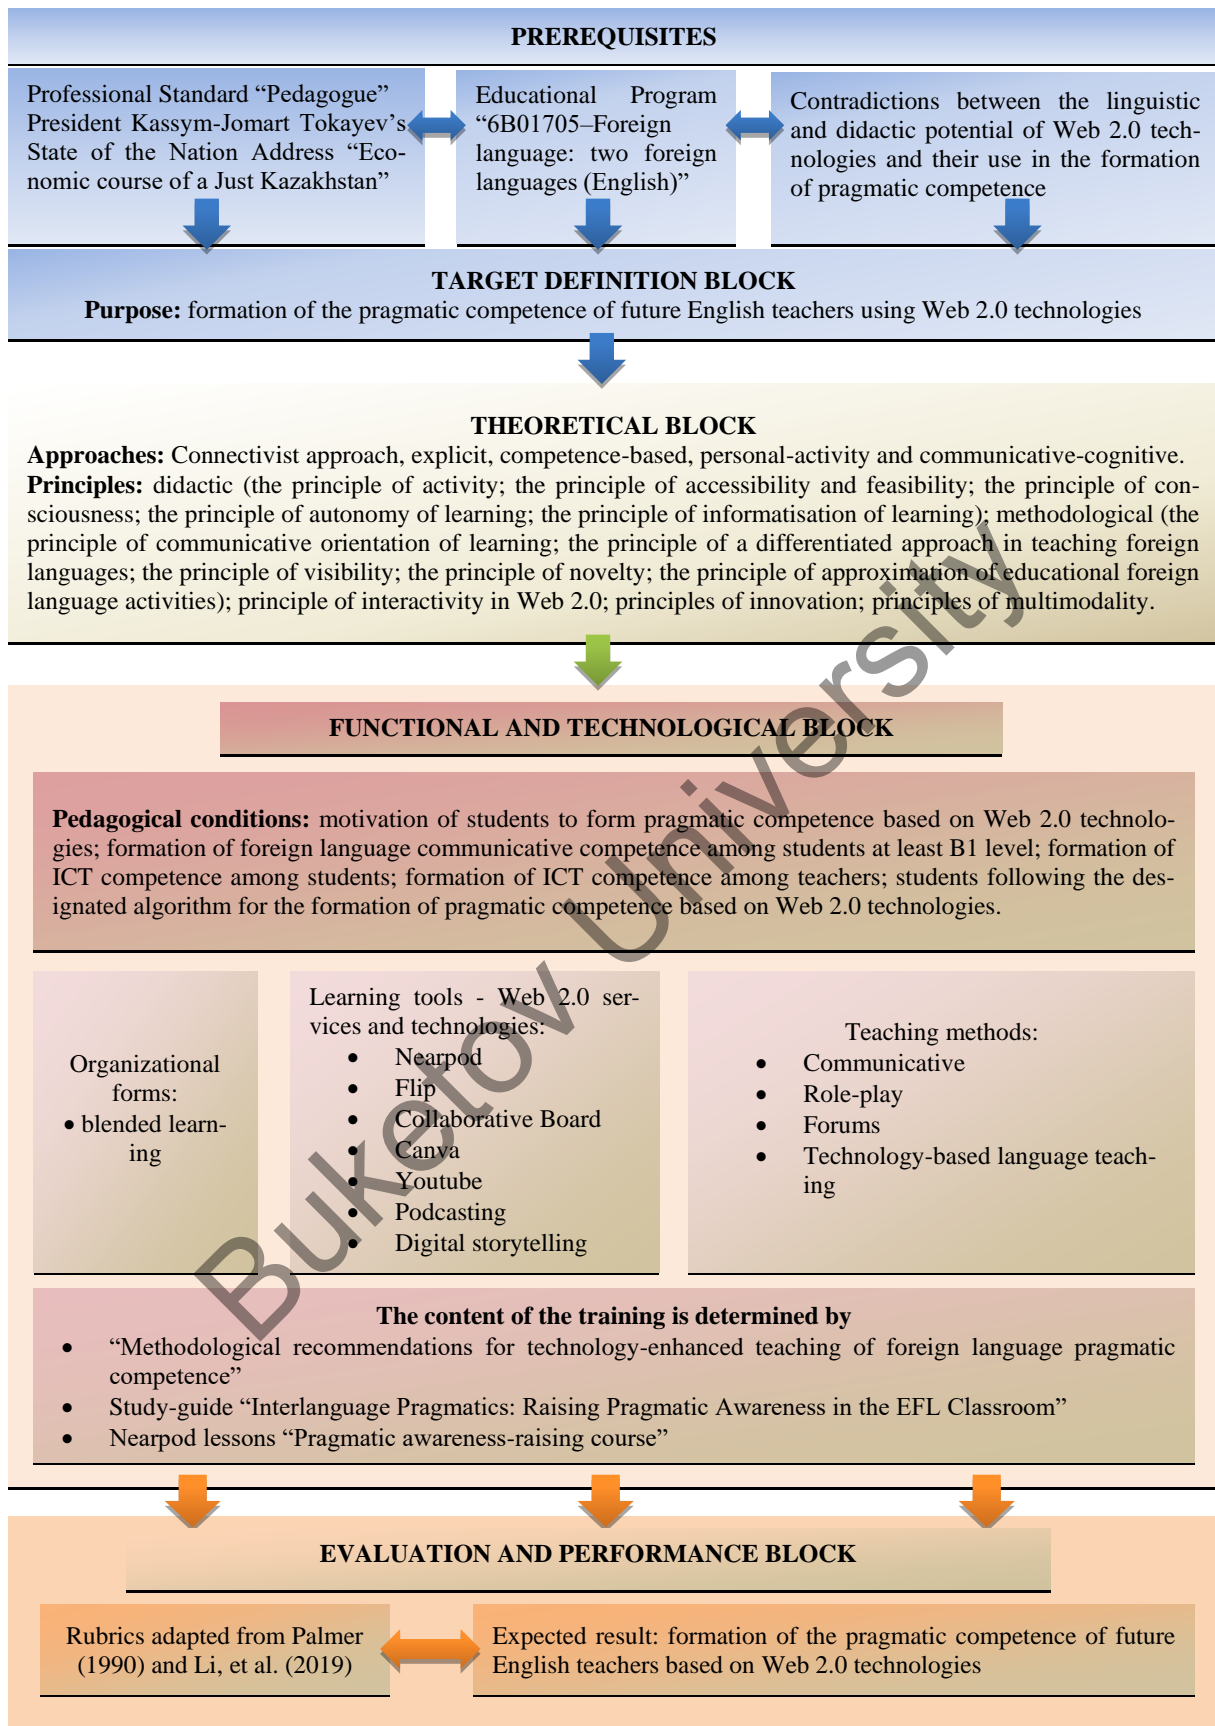 PREREQUISITES
Professional Standard “Pedagogue”
President Kassym-Jomart Tokayev’s
State of the Nation Address “Eco-
nomic course of a Just Kazakhstan”
Educational Program
“6B01705–Foreign
language: two foreign
languages (English)”
Contradictions between the linguistic
and didactic potential of Web 2.0 tech-
nologies and their use in the formation
of pragmatic competence
TARGET DEFINITION BLOCK
Purpose: formation of the pragmatic competence of future English teachers using Web 2.0 technologies
THEORETICAL BLOCK
Approaches: Connectivist approach, explicit, competence-based, personal-activity and communicative-cognitive.
Principles: didactic (the principle of activity; the principle of accessibility and feasibility; the principle of con-
sciousness; the principle of autonomy of learning; the principle of informatisation of learning); methodological (the
principle of communicative orientation of learning; the principle of a differentiated approach in teaching foreign
languages; the principle of visibility; the principle of novelty; the principle of approximation of educational foreign
language activities); principle of interactivity in Web 2.0; principles of innovation; principles of multimodality.
FUNCTIONAL AND TECHNOLOGICAL BLOCK
Pedagogical conditions: motivation of students to form pragmatic competence based on Web 2.0 technolo-
gies; formation of foreign language communicative competence among students at least B1 level; formation of
ICT competence among students; formation of ICT competence among teachers; students following the des-
ignated algorithm for the formation of pragmatic competence based on Web 2.0 technologies.
Organizational
forms:
• blended learn-
ing
Learning tools - Web 2.0 ser-
vices and technologies:
• Nearpod
• Flip
• Collaborative Board
• Canva
• Youtube
• Podcasting
• Digital storytelling
Teaching methods:
• Communicative
• Role-play
• Forums
• Technology-based language teach-
ing
The content of the training is determined by
• “Methodological recommendations for technology-enhanced teaching of foreign language pragmatic
competence”
• Study-guide “Interlanguage Pragmatics: Raising Pragmatic Awareness in the EFL Classroom”
• Nearpod lessons “Pragmatic awareness-raising course”
EVALUATION AND PERFORMANCE BLOCK
Rubrics adapted from Palmer
(1990) and Li, et al. (2019)
Expected result: formation of the pragmatic competence of future
English teachers based on Web 2.0 technologies
Buketov University